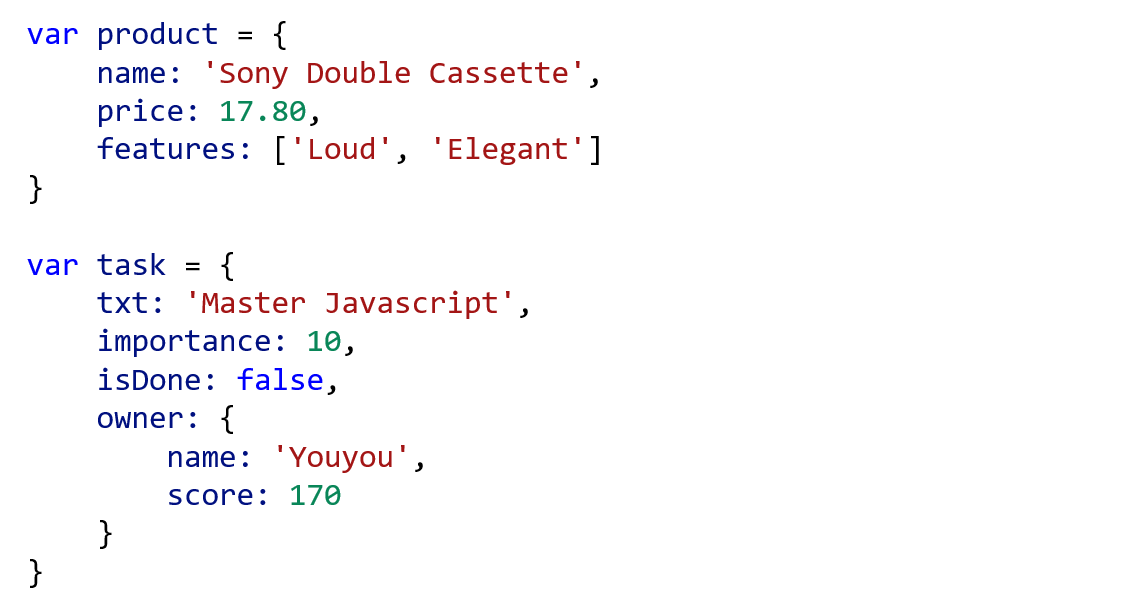 var product = {
    name: 'Sony Double Cassette',
    price: 17.80,
    features: ['Loud', 'Elegant']
}

var task = {
    txt: 'Master Javascript',
    importance: 10,
    isDone: false,
    owner: {
        name: 'Youyou',
        score: 170
    }
}